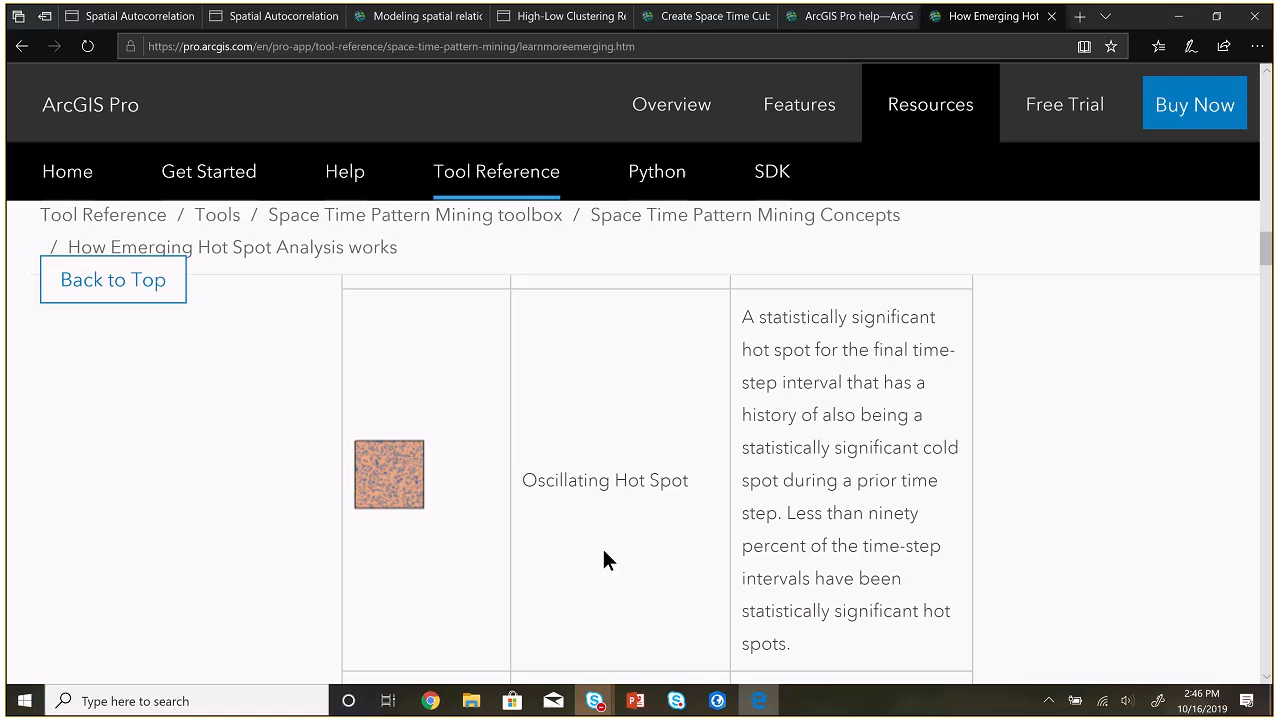 Spatial Autocorrelation
Spatial Autocorrelation
Modeling spatial relatic
High-Low Clustering Re
Create Space Time Cub
ArcGIS Pro help—ArcG
How Emerging Hot
https://pro.arcgis.com/en/pro-app/tool-reference/space-time-pattern-mining/learnmoreemerging.htm
ArcGIS Pro
Overview
Features
Resources
Free Trial
Buy Now
Home
Get Started
Help
Tool Reference
Python
SDK
Tool Reference / Tools / Space Time Pattern Mining toolbox / Space Time Pattern Mining Concepts
/ How Emerging Hot Spot Analysis works
Back to Top
Oscillating Hot Spot
A statistically significant
hot spot for the final time-
step interval that has a
history of also being a
statistically significant cold
spot during a prior time
step. Less than ninety
percent of the time-step
intervals have been
statistically significant hot
spots.
Type here to search
2:46 PM
10/16/2019